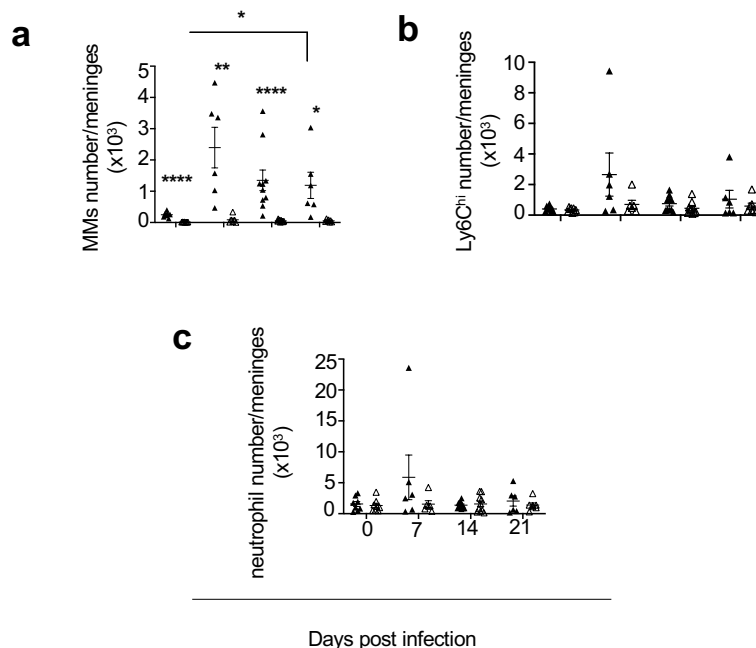 a
*
MMs number/meninges
(x10³)
5
4
3
2
1
0
****
**
****
*
b
Ly6Cʰⁱ number/meninges
(x10³)
10
8
6
4
2
0
c
neutrophil number/meninges
(x10³)
25
20
15
10
5
0
0 7 14 21
Days post infection